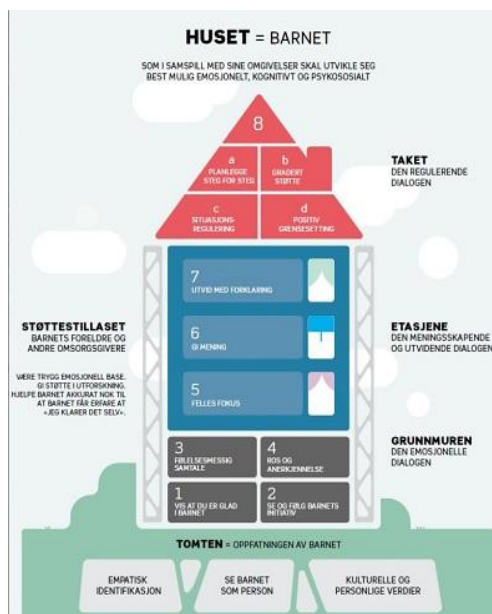 HUSET = BARNET
SOM I SAMSPILL MED SINE OMGIVELSER SKAL UTVIKLE SEG
BEST MULIG EMOSJONELT, KOGNITIVT OG PSYKOSOSIALT
8
a
PLANLEGGE
STEG FOR STEG
b
GRADERT
STØTTE
c
SITUASJONS-
REGULERING
d
POSITIV
GRENSESETTING
TAKET
DEN REGULERENDE
DIALOGEN
7
UTVID MED FORKLARING
6
GI MENING
5
FELLES FOKUS
STØTTESTILLASET
BARNETS FORELDRE OG
ANDRE OMSORGSGIVERE
VÆRE TRYGG EMOSJONELL BASE.
GI STØTTE I UTFORSKNING.
HJELPE BARNET AKKURAT NOK TIL
AT BARNET FÅR ERFARE AT
«JEG KLARER DET SELV».
ETASJENE
DEN MENINGSSKAPENDE
OG UTVIDENDE DIALOGEN
3
FØLELSESMESSIG
SAMTALE
4
ROS OG
ANERKJENNELSE
1
VIS AT DU ER GLAD
I BARNET
2
SE OG FØLG BARNETS
INITIATIV
GRUNNMUREN
DEN EMOSJONELLE
DIALOGEN
TOMTEN = OPPFATNINGEN AV BARNET
EMPATISK
IDENTIFIKASJON
SE BARNET
SOM PERSON
KULTURELLE OG
PERSONLIGE VERDIER